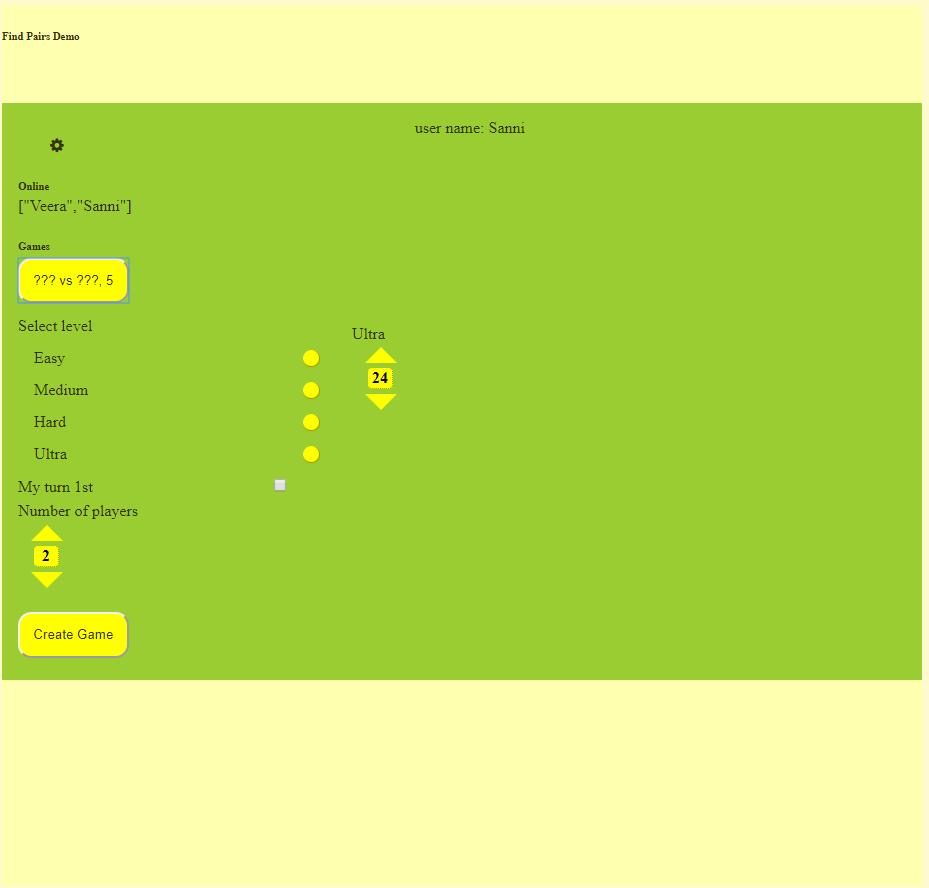 Find Pairs Demo
user name: Sanni
Online
["Veera","Sanni"]
Games
??? vs ???, 5
Select level
Ultra
Easy
24
Medium
Hard
Ultra
My turn 1st
Number of players
2
Create Game